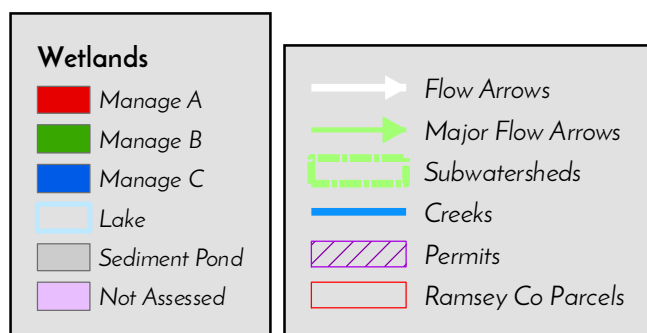 Wetlands
Manage A
Manage B
Manage C
Lake
Sediment Pond
Not Assessed
Flow Arrows
Major Flow Arrows
Subwatersheds
Creeks
Permits
Ramsey Co Parcels